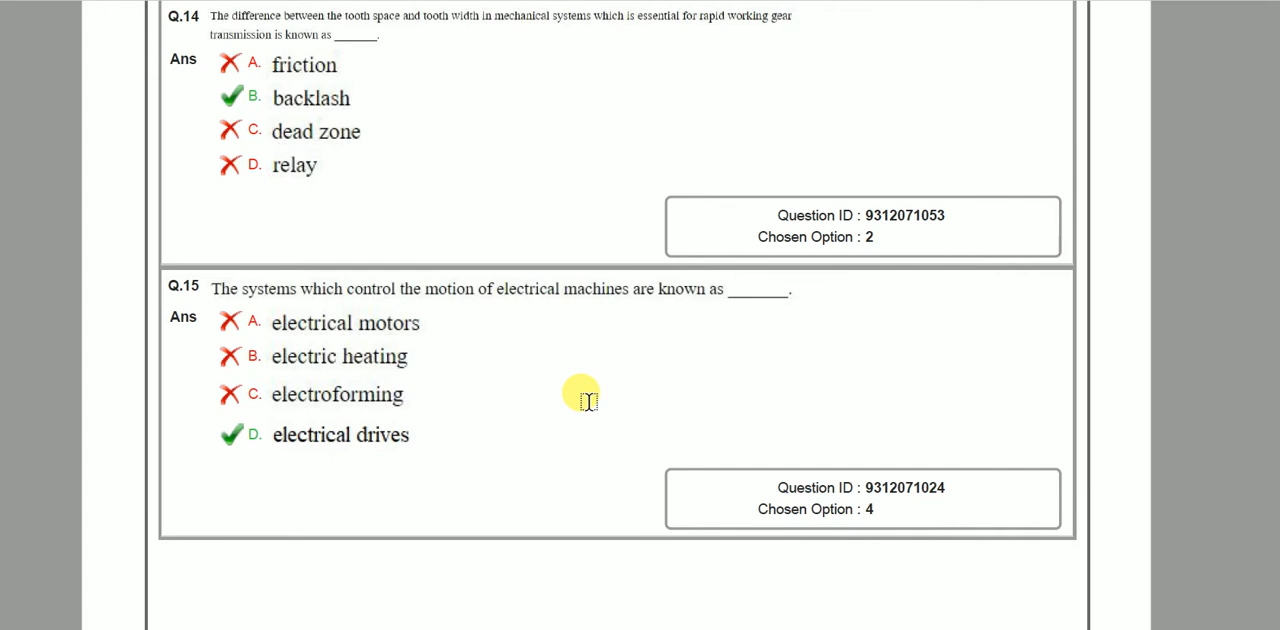 Q.14 The difference between the tooth space and tooth width in mechanical systems which is essential for rapid working gear
transmission is known as _______.
Ans A. friction
B. backlash
C. dead zone
D. relay
Question ID : 9312071053
Chosen Option : 2
Q.15 The systems which control the motion of electrical machines are known as _______.
Ans A. electrical motors
B. electric heating
C. electroforming
D. electrical drives
Question ID : 9312071024
Chosen Option : 4